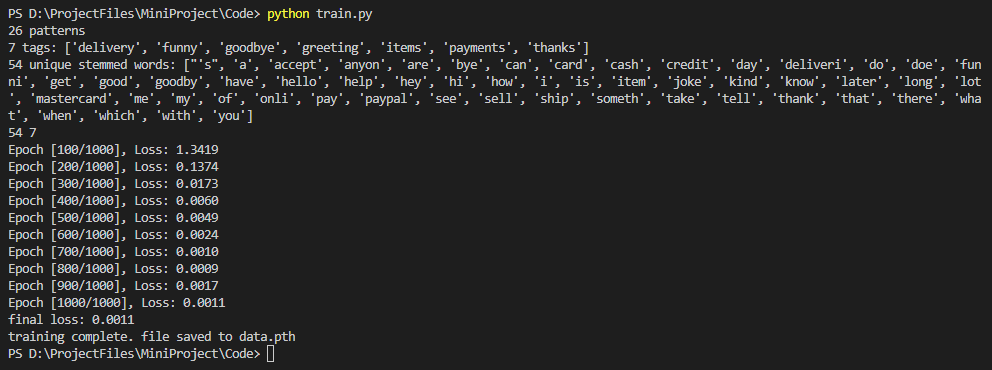 PS D:\ProjectFiles\MiniProject\Code> python train.py
26 patterns
7 tags: ['delivery', 'funny', 'goodbye', 'greeting', 'items', 'payments', 'thanks']
54 unique stemmed words: ["'s", 'a', 'accept', 'anyon', 'are', 'bye', 'can', 'card', 'cash', 'credit', 'day', 'deliveri', 'do', 'doe', 'fun
ni', 'get', 'good', 'goodby', 'have', 'hello', 'help', 'hey', 'hi', 'how', 'i', 'is', 'item', 'joke', 'kind', 'know', 'later', 'long', 'lot
', 'mastercard', 'me', 'my', 'of', 'onli', 'pay', 'paypal', 'see', 'sell', 'ship', 'someth', 'take', 'tell', 'thank', 'that', 'there', 'wha
t', 'when', 'which', 'with', 'you']
54 7
Epoch [100/1000], Loss: 1.3419
Epoch [200/1000], Loss: 0.1374
Epoch [300/1000], Loss: 0.0173
Epoch [400/1000], Loss: 0.0060
Epoch [500/1000], Loss: 0.0049
Epoch [600/1000], Loss: 0.0024
Epoch [700/1000], Loss: 0.0010
Epoch [800/1000], Loss: 0.0009
Epoch [900/1000], Loss: 0.0017
Epoch [1000/1000], Loss: 0.0011
final loss: 0.0011
training complete. file saved to data.pth
PS D:\ProjectFiles\MiniProject\Code>